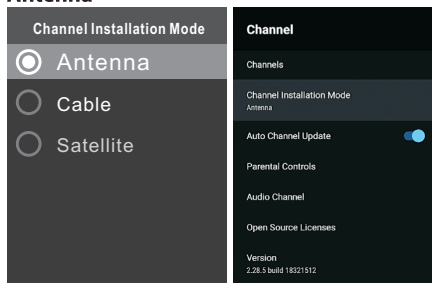 Channel Installation Mode
Antenna
Cable
Satellite
Channel
Channels
Channel Installation Mode
Antenna
Auto Channel Update
Parental Controls
Audio Channel
Open Source Licenses
Version
2.28.5 build 18321512